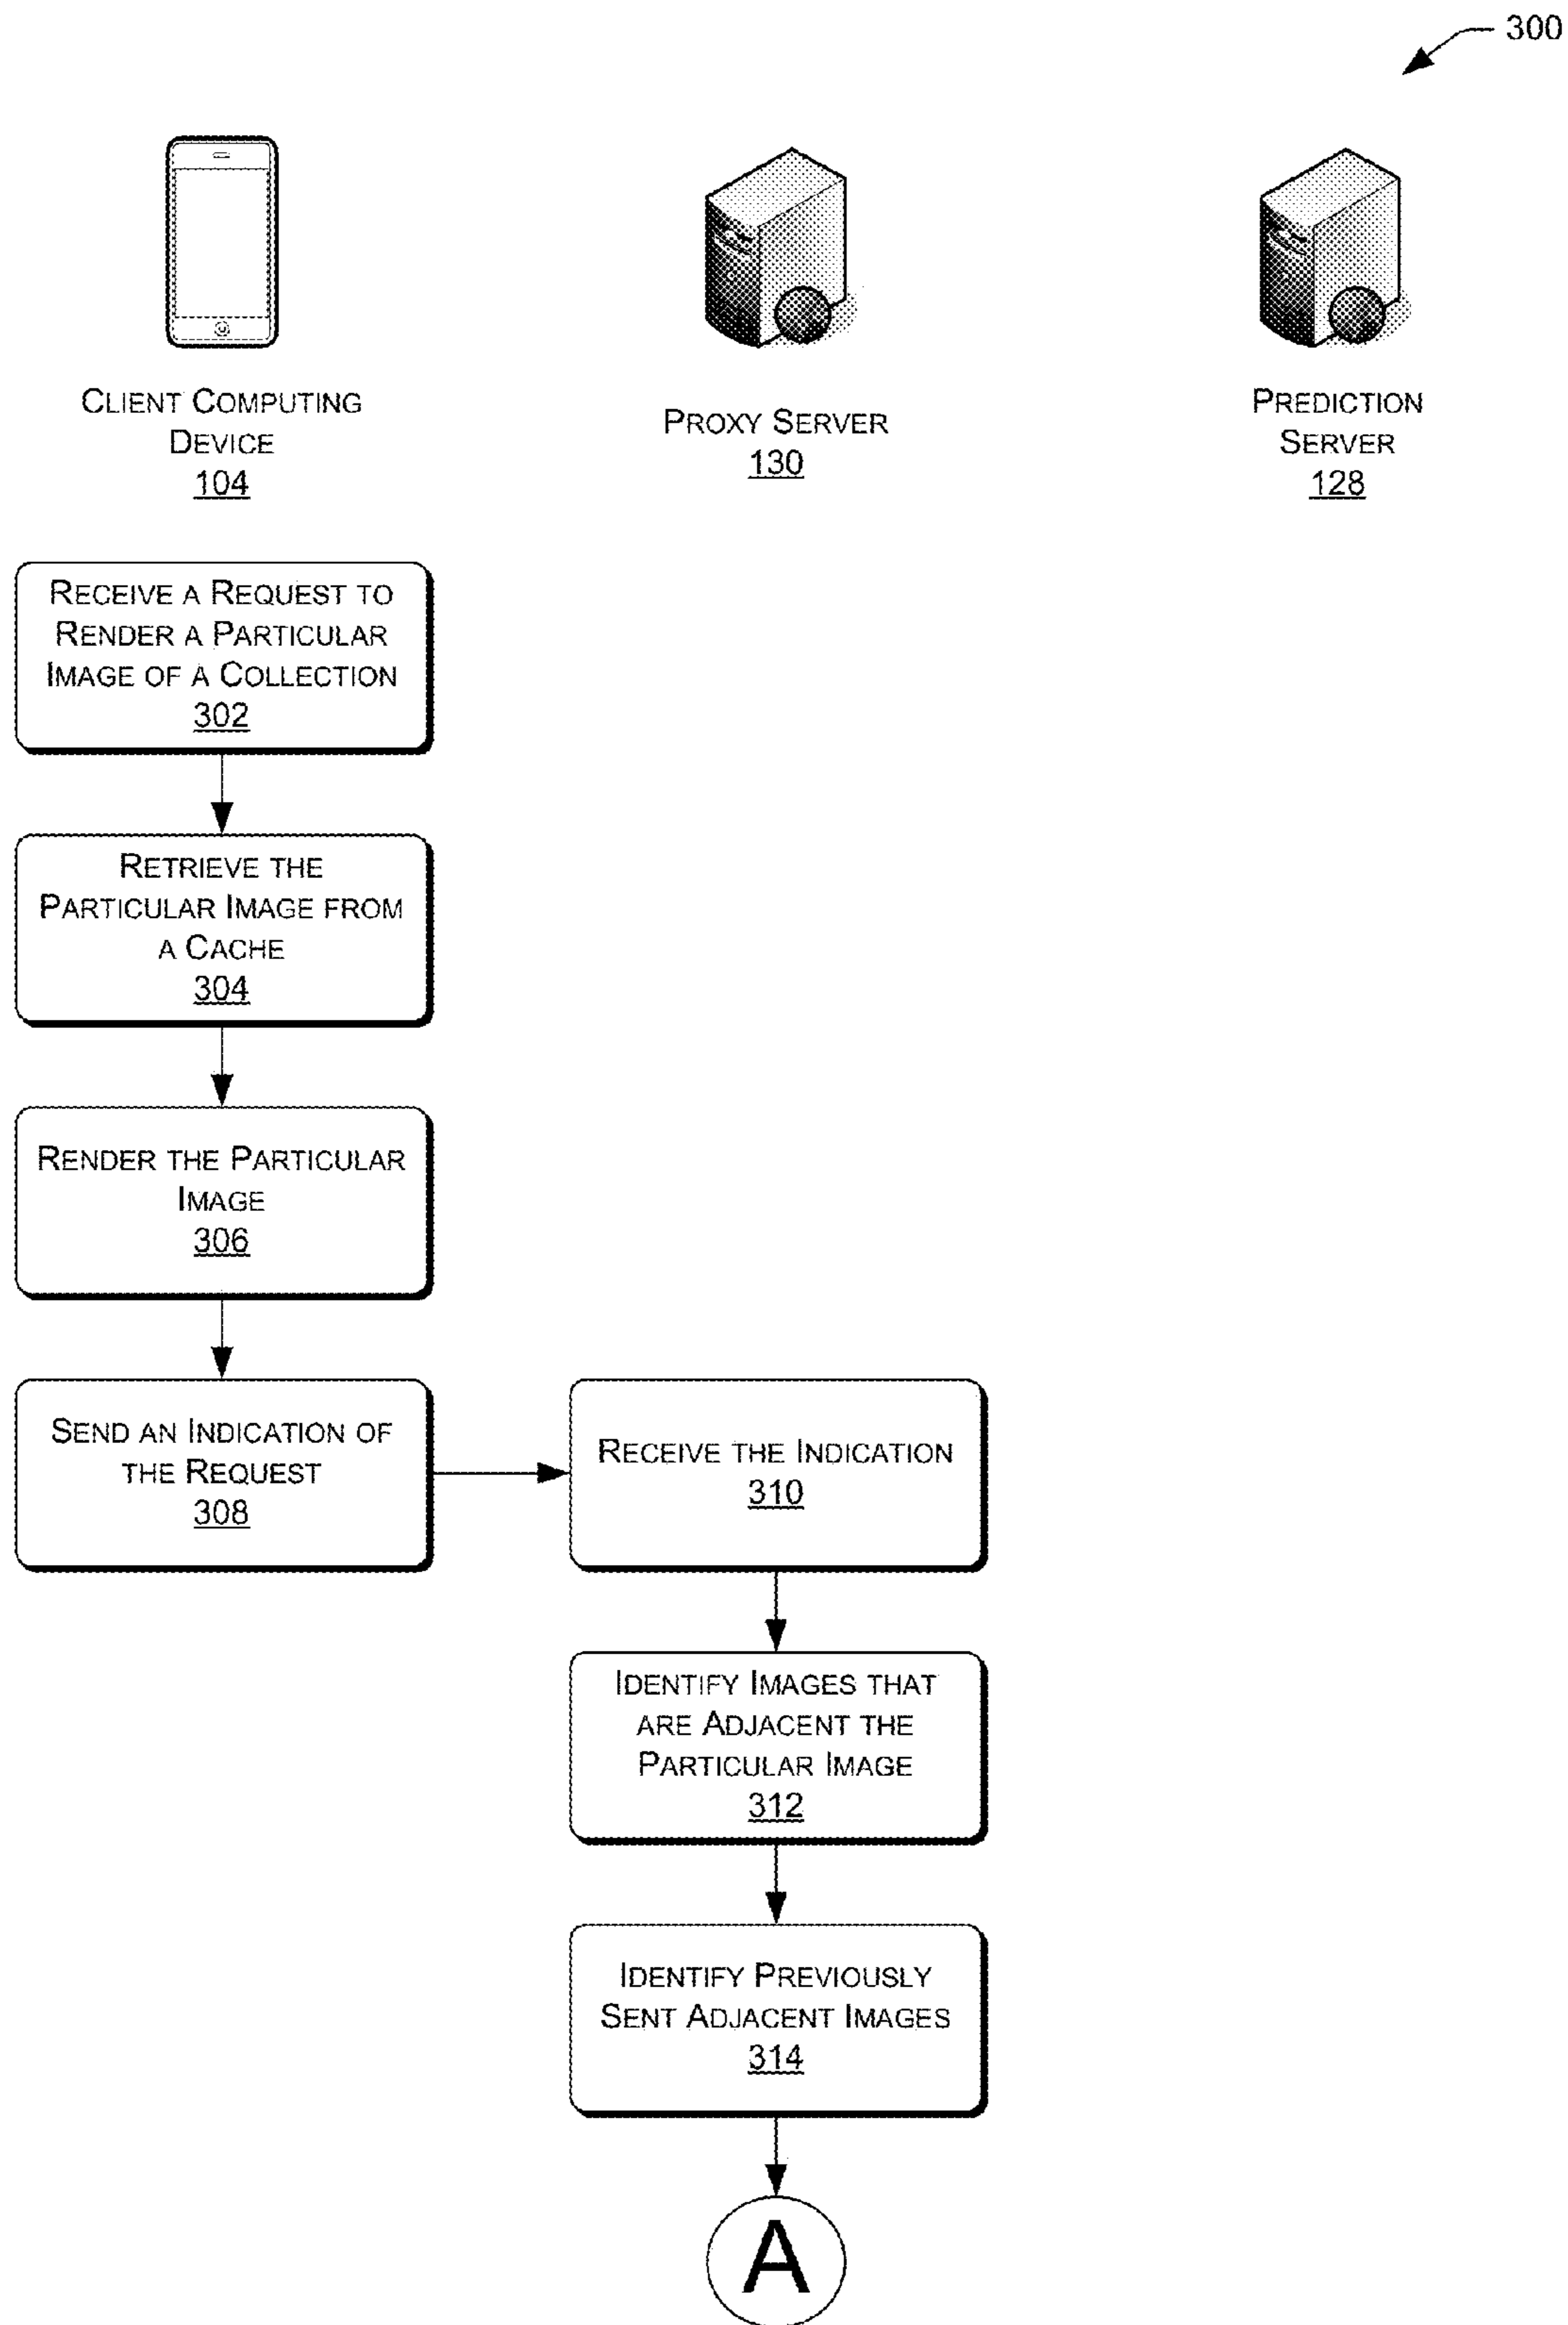 300
CLIENT COMPUTING
DEVICE
104
PROXY SERVER
130
PREDICTION
SERVER
128
RECEIVE A REQUEST TO
RENDER A PARTICULAR
IMAGE OF A COLLECTION
302
RETRIEVE THE
PARTICULAR IMAGE FROM
A CACHE
304
RENDER THE PARTICULAR
IMAGE
306
SEND AN INDICATION OF
THE REQUEST
308
RECEIVE THE INDICATION
310
IDENTIFY IMAGES THAT
ARE ADJACENT THE
PARTICULAR IMAGE
312
IDENTIFY PREVIOUSLY
SENT ADJACENT IMAGES
314
A